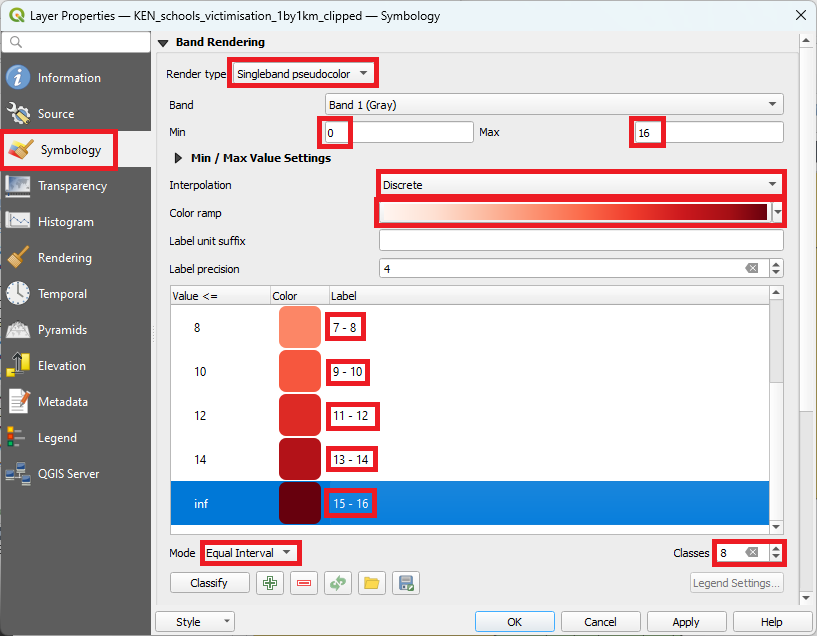 Layer Properties — KEN_schools_victimisation_1by1km_clipped — Symbology
Information
Source
Symbology
Transparency
Histogram
Rendering
Temporal
Pyramids
Elevation
Metadata
Legend
QGIS Server
Band Rendering
Render type Singleband pseudocolor
Band Band 1 (Gray)
Min 0 Max 16
Min / Max Value Settings
Interpolation Discrete
Color ramp
Label unit suffix
Label precision 4
Value <= Color Label
8 7 - 8
10 9 - 10
12 11 - 12
14 13 - 14
inf 15 - 16
Mode Equal Interval Classes 8
Classify Legend Settings...
Style OK Cancel Apply Help